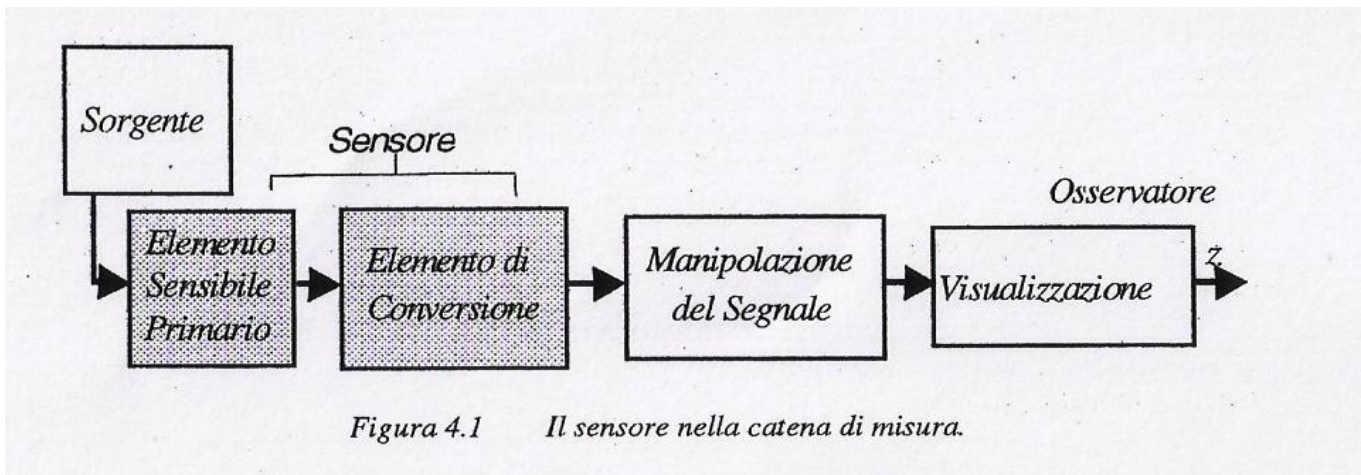 Sorgente
Sensore
Osservatore
Elemento
Sensibile
Primario
Elemento di
Conversione
Manipolazione
del Segnale
Visualizzazione
z
Figura 4.1 Il sensore nella catena di misura.